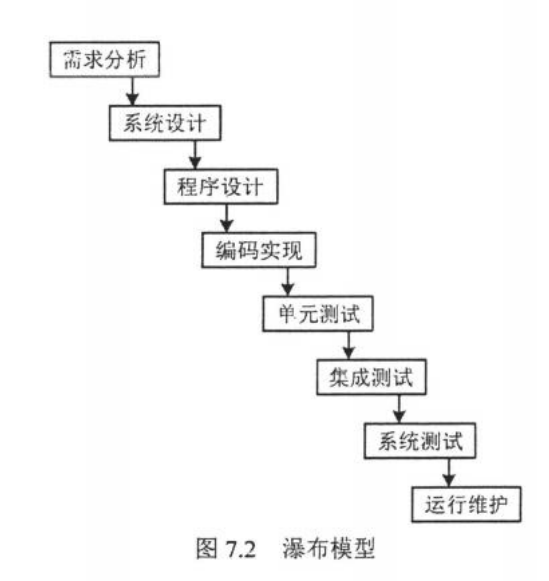 需求分析
系统设计
程序设计
编码实现
单元测试
集成测试
系统测试
运行维护
图 7.2 瀑布模型